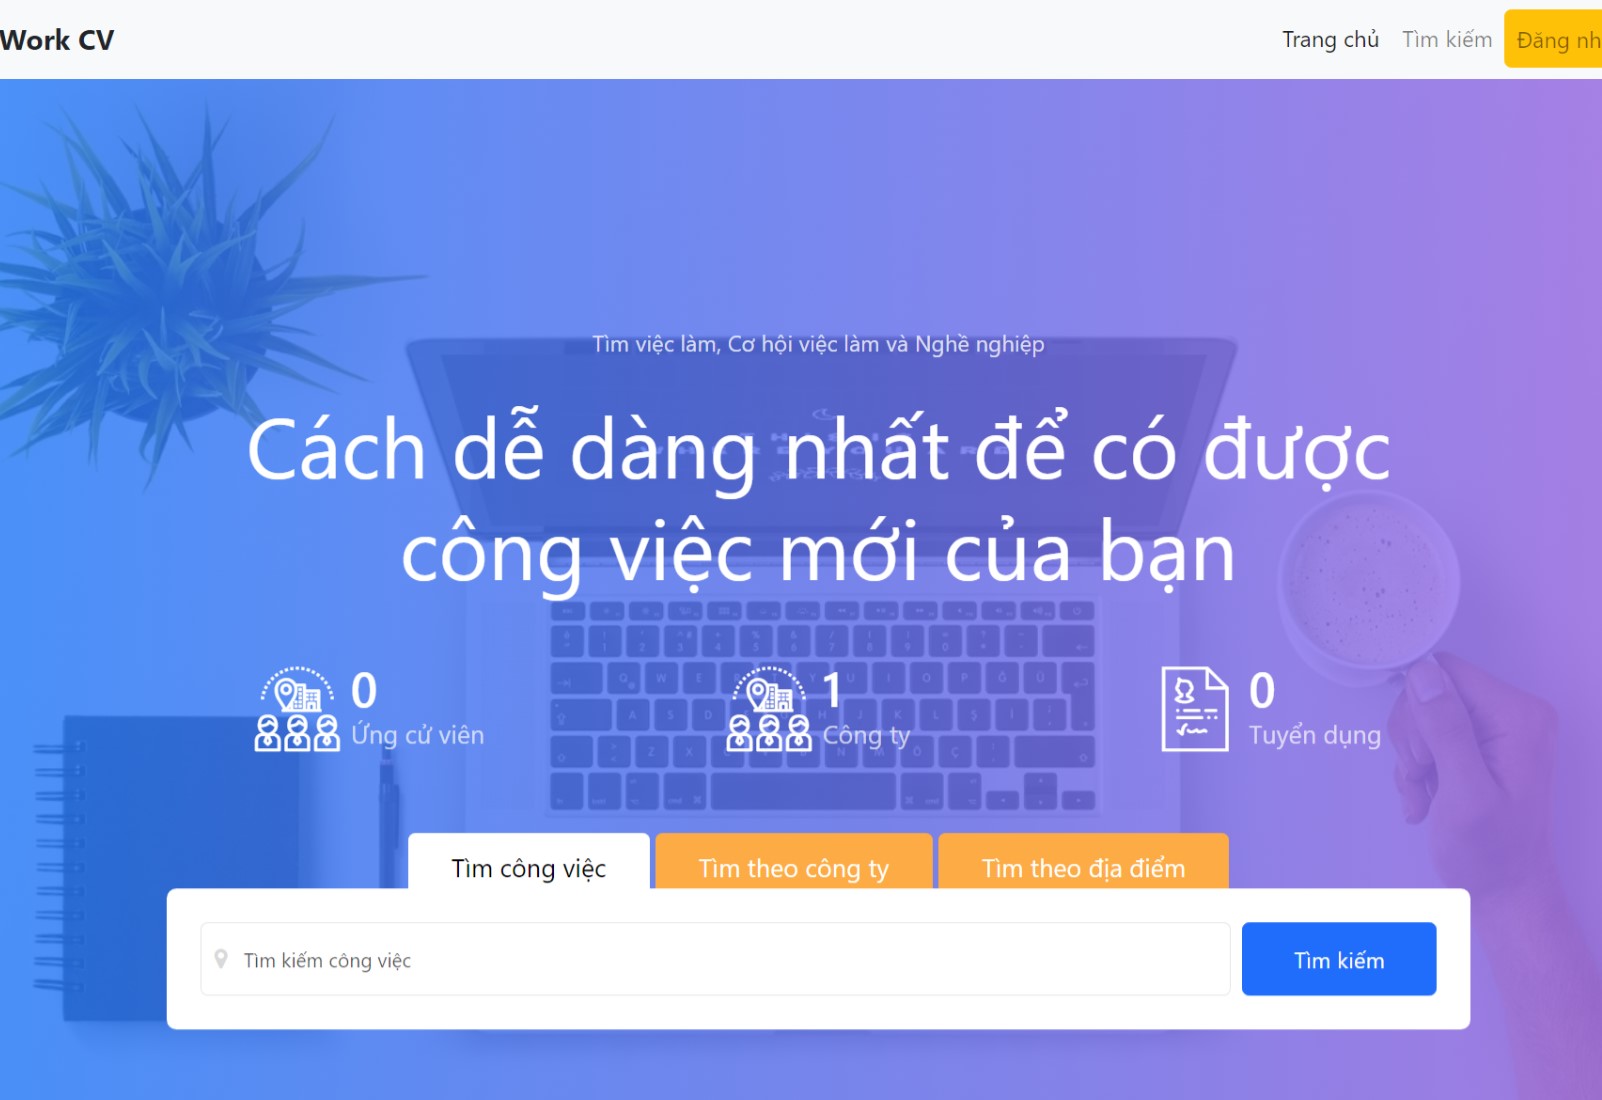 Work CV
Trang chủ
Tìm kiếm
Đăng nh
Tìm việc làm, Cơ hội việc làm và Nghề nghiệp
Cách dễ dàng nhất để có được
công việc mới của bạn
0
Ứng cử viên
1
Công ty
0
Tuyển dụng
Tìm công việc
Tìm theo công ty
Tìm theo địa điểm
Tìm kiếm công việc
Tìm kiếm